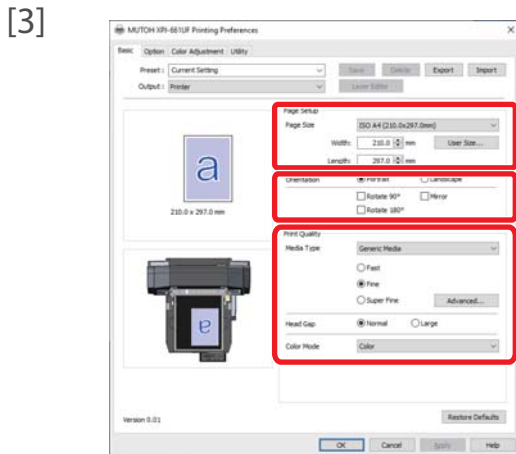 [3]
MUTOH XPJ-661UF Printing Preferences
Basic Option Color Adjustment Utility
Preset : Current Setting Save Delete Export Import
Output : Printer Layer Editor
Page Setup
Page Size ISO A4 (210.0x297.0mm)
Width: 210.0 mm User Size...
Length: 297.0 mm
a
Orientation Portrait Landscape
Rotate 90° Mirror
Rotate 180°
210.0 x 297.0 mm
Print Quality
Media Type Generic Media
Fast
Fine
Super Fine Advanced...
a
Head Gap Normal Large
Color Mode Color
Version 0.01 Restore Defaults
OK Cancel Apply Help